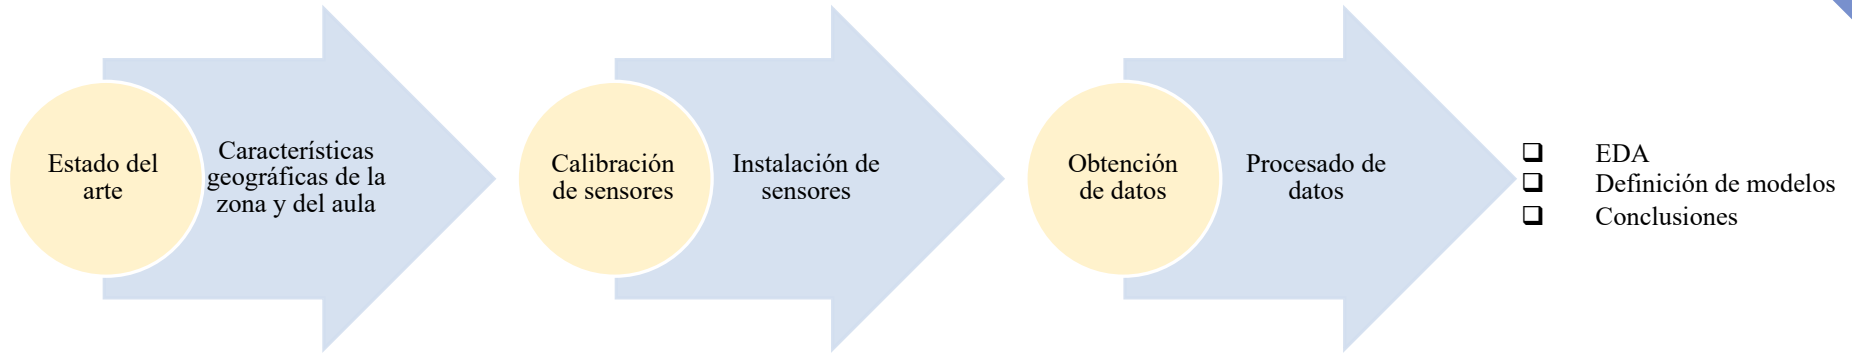 Estado del
arte
Características
geográficas de la
zona y del aula
Calibración
de sensores
Instalación de
sensores
Obtención
de datos
Procesado de
datos
❑ EDA
❑ Definición de modelos
❑ Conclusiones